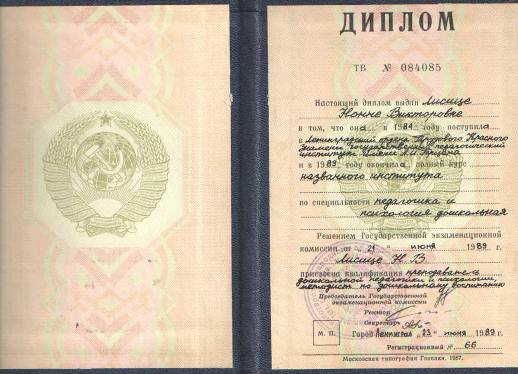 ДИПЛОМ
ТВ № 084085
Настоящий диплом выдан Лисице
Нонне Викторовне
в том, что она в 1984 году поступила
в Ленинградский ордена Трудового Красного
Знамени государственный педагогический
институт имени А.И. Герцена
и в 1989 году окончила полный курс
названного института
по специальности педагогика и
психология дошкольная
Решением Государственной экзаменационной
комиссии от " 21 " июня 1989 г.
Лисице Н.В
присвоена квалификация преподаватель
дошкольной педагогики и психологии,
методист по дошкольному воспитанию
Председатель Государственной
экзаменационной комиссии
Ректор
Секретарь
М. П. Город Ленинград 23 " июня 1989 г.
Регистрационный № 66
Московская типография Гознака. 1987.